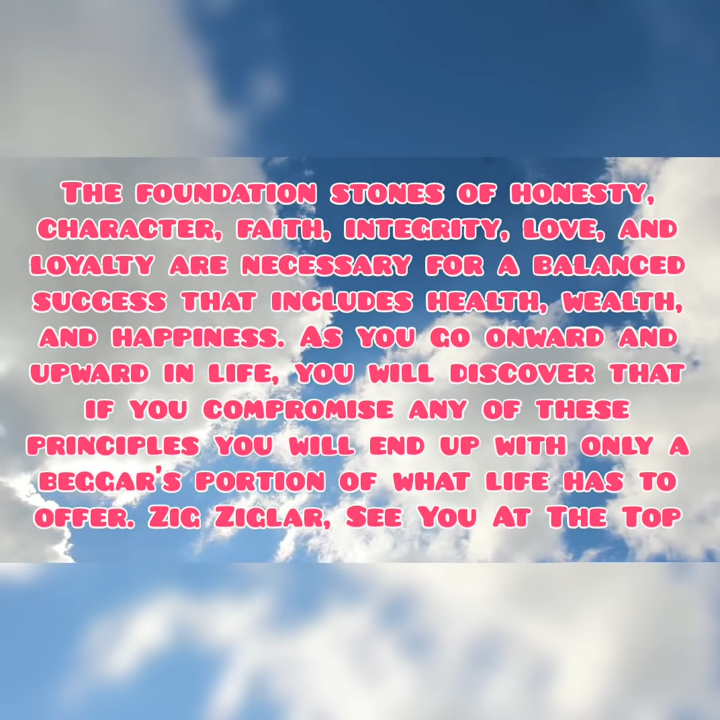 The foundation stones of honesty,
character, faith, integrity, love, and
loyalty are necessary for a balanced
success that includes health, wealth,
and happiness. As you go onward and
upward in life, you will discover that
if you compromise any of these
principles you will end up with only a
beggar's portion of what life has to
offer. Zig Ziglar, See You At The Top